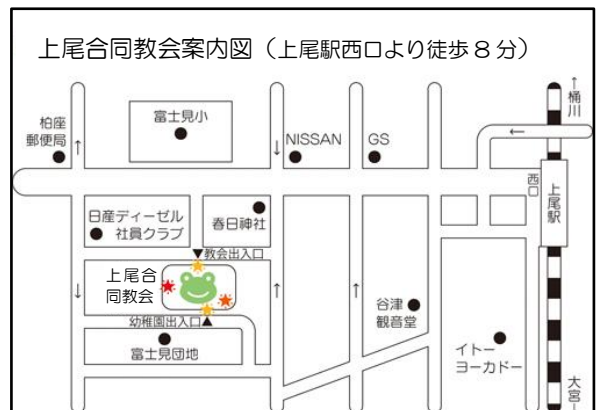 上尾合同教会案内図（上尾駅西口より徒歩8分）
↑桶川
柏座
郵便局
富士見小
NISSAN
GS
西口
上尾駅
日産ディーゼル
社員クラブ
春日神社
▼教会出入口
上尾合
同教会
幼稚園出入口▲
富士見団地
谷津
観音堂
イトー
ヨーカドー
大宮↓